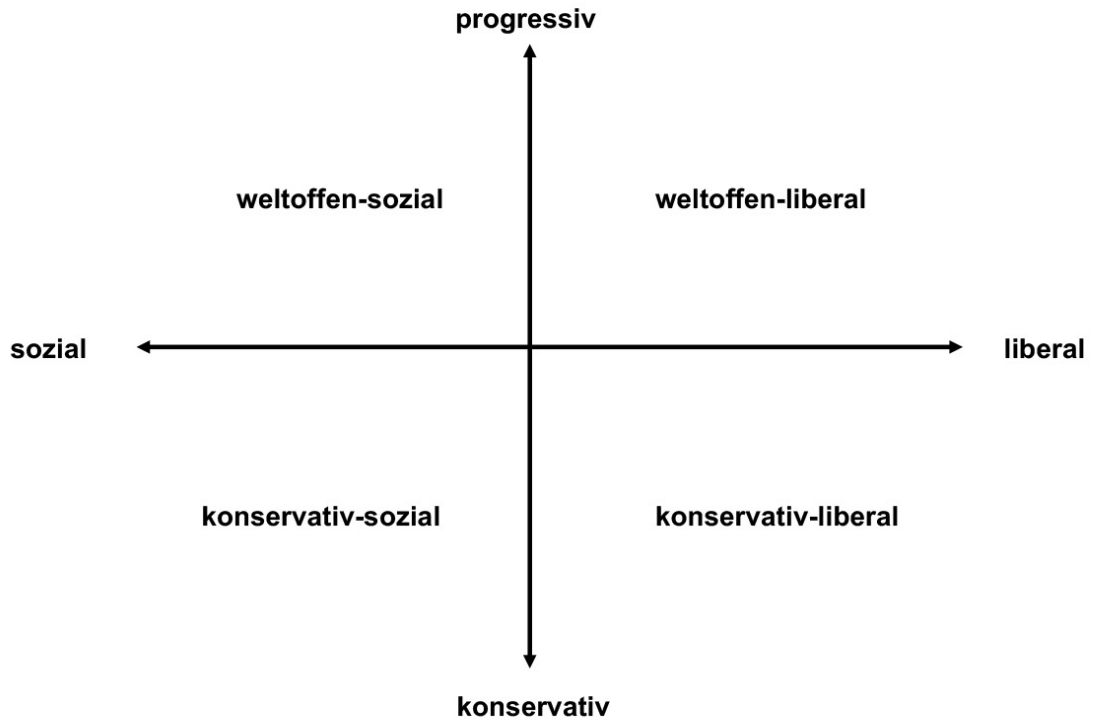 progressiv
weltoffen-sozial
weltoffen-liberal
sozial
liberal
konservativ-sozial
konservativ-liberal
konservativ